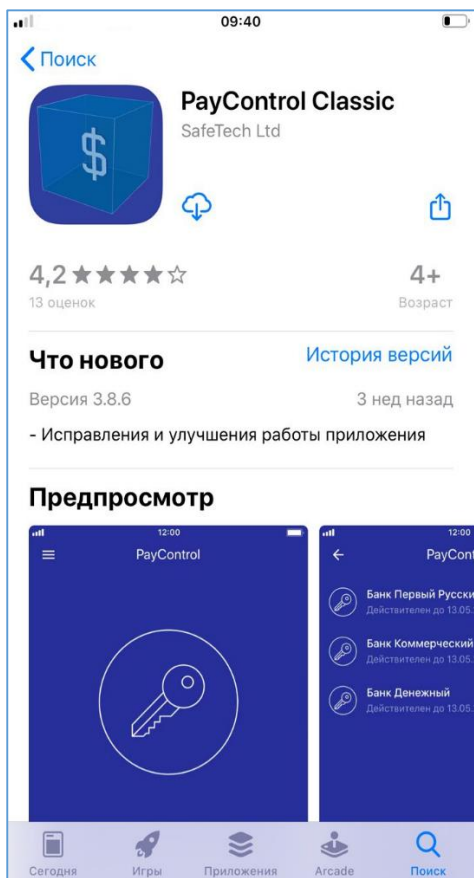 09:40
Поиск
PayControl Classic
SafeTech Ltd
$
4,2
4+
13 оценок
Возраст
Что нового
История версий
Версия 3.8.6
3 нед назад
- Исправления и улучшения работы приложения
Предпросмотр
12:00
PayControl
12:00
PayCont
Банк Первый Русски
Действителен до 13.05.
Банк Коммерческий
Действителен до 13.05.
Банк Денежный
Действителен до 13.05.
Сегодня
Игры
Приложения
Arcade
Поиск